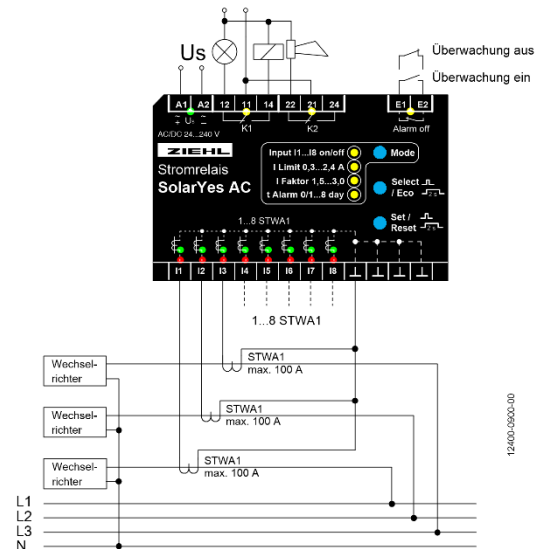 Us
Überwachung aus
Überwachung ein
A1 A2 12 11 14 22 21 24 E1 E2
U₁
K1 K2 Alarm off
AC/DC 24...240 V
ZIEHL
Stromrelais
SolarYes AC
Input I1...I8 on/off
I Limit 0,3...2,4 A
I Faktor 1,5...3,0
t Alarm 0/1...8 day
Mode
Select
/ Eco
Set /
Reset
1...8 STWA1
I1 I2 I3 I4 I5 I6 I7 I8
1...8 STWA1
Wechsel-
richter
STWA1
max. 100 A
Wechsel-
richter
STWA1
max. 100 A
Wechsel-
richter
STWA1
max. 100 A
L1
L2
L3
N
12400-0900-00